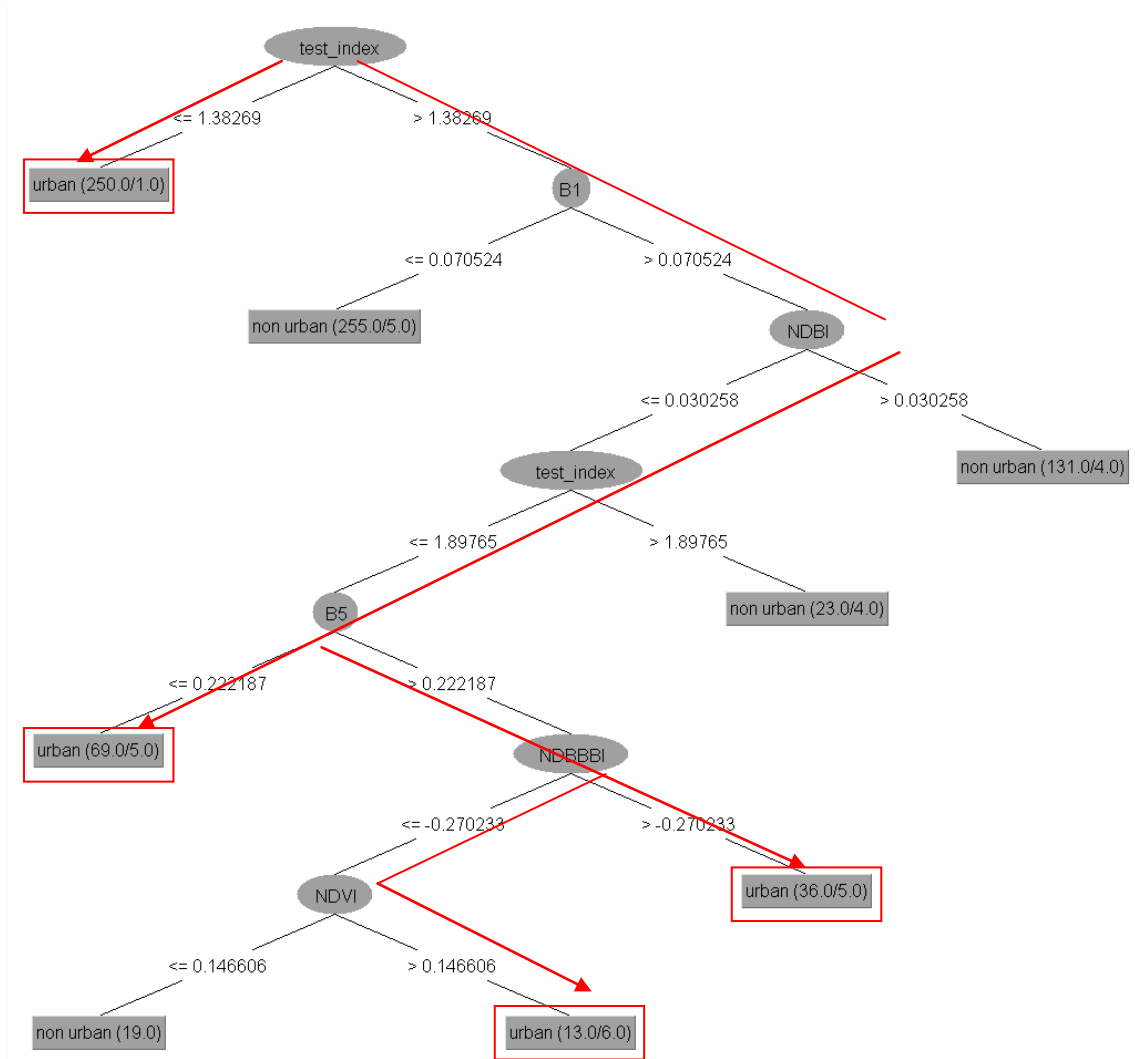 test_index
<= 1.38269
> 1.38269
urban (250.0/1.0)
B1
<= 0.070524
> 0.070524
non urban (255.0/5.0)
NDBI
<= 0.030258
> 0.030258
test_index
non urban (131.0/4.0)
<= 1.89765
> 1.89765
B5
non urban (23.0/4.0)
<= 0.222187
> 0.222187
urban (69.0/5.0)
NDBBBI
<= -0.270233
> -0.270233
NDVI
urban (36.0/5.0)
<= 0.146606
> 0.146606
non urban (19.0)
urban (13.0/6.0)